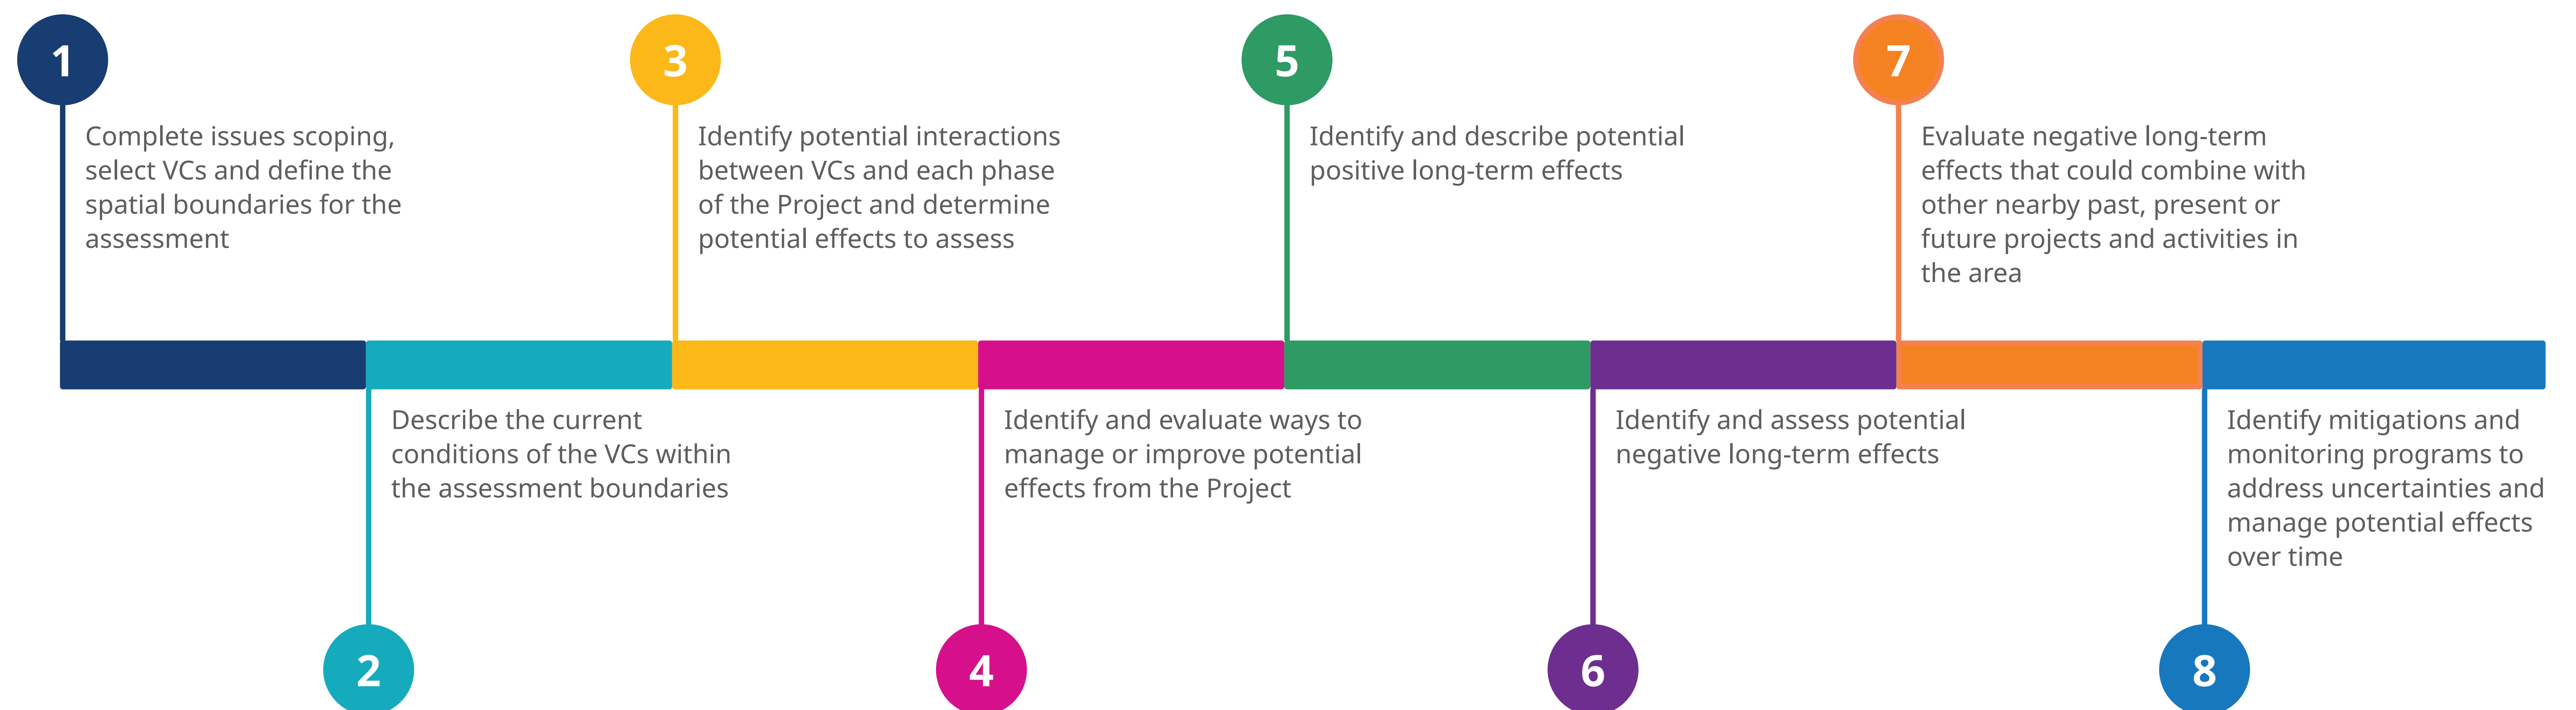 1
Complete issues scoping,
select VCs and define the
spatial boundaries for the
assessment
2
Describe the current
conditions of the VCs within
the assessment boundaries
3
Identify potential interactions
between VCs and each phase
of the Project and determine
potential effects to assess
4
Identify and evaluate ways to
manage or improve potential
effects from the Project
5
Identify and describe potential
positive long-term effects
6
Identify and assess potential
negative long-term effects
7
Evaluate negative long-term
effects that could combine with
other nearby past, present or
future projects and activities in
the area
8
Identify mitigations and
monitoring programs to
address uncertainties and
manage potential effects
over time